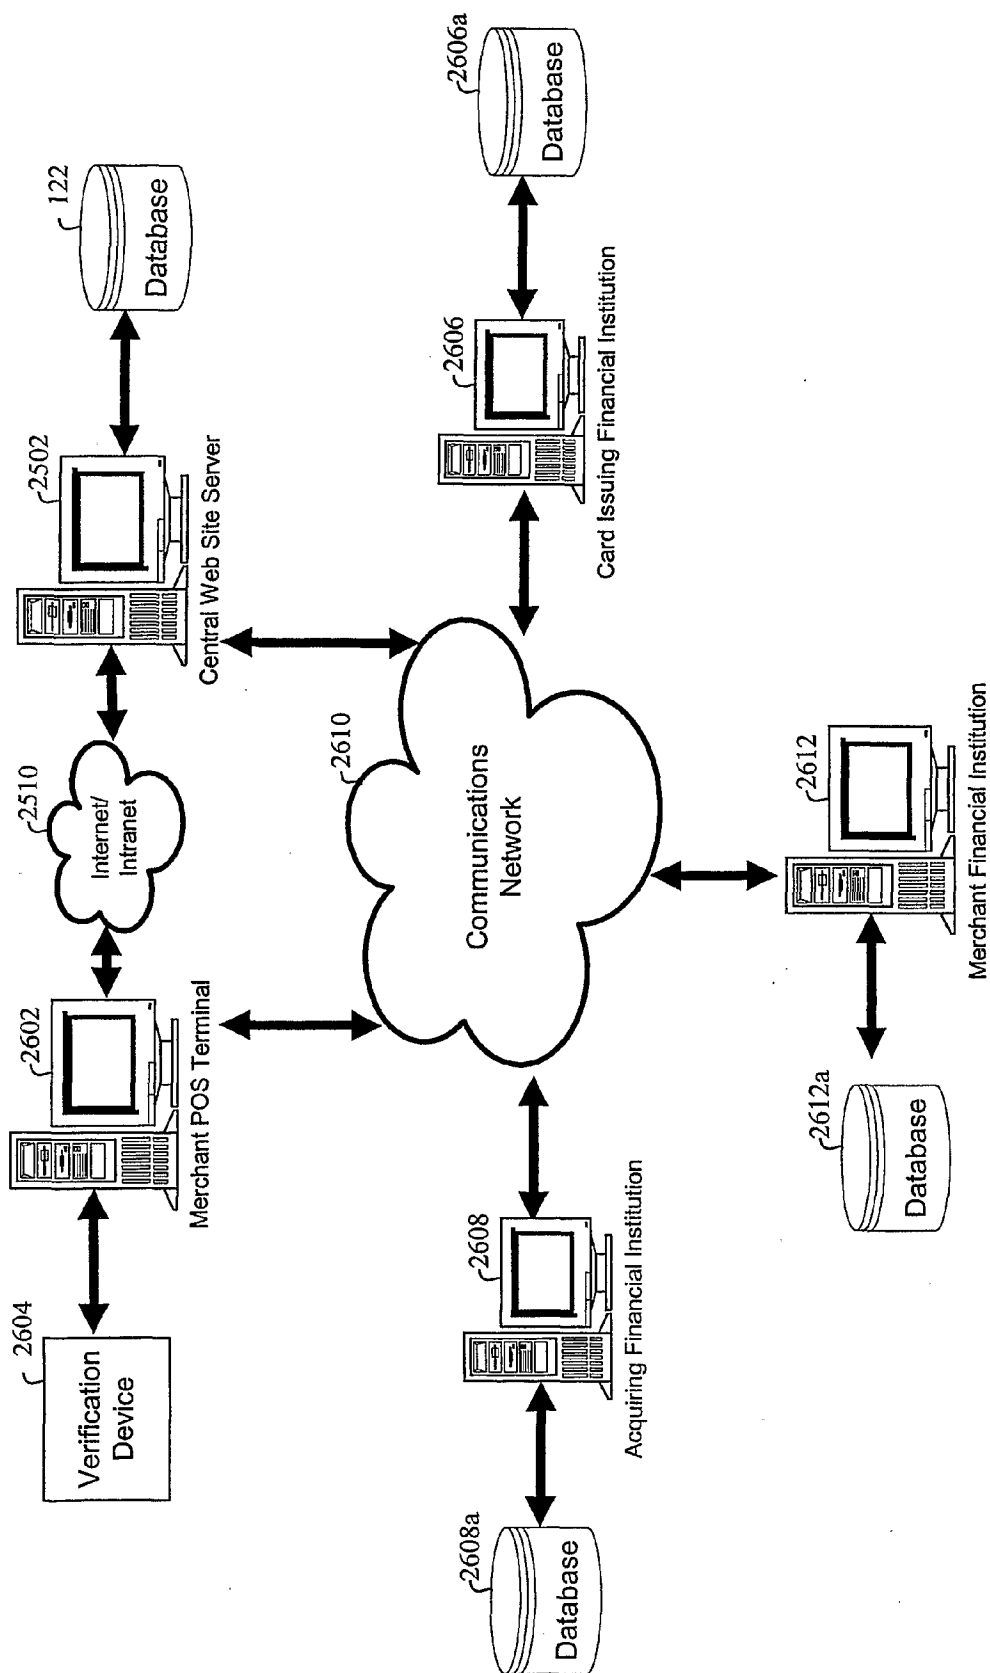 2604
Verification
Device
2602
Merchant POS Terminal
2510
Internet/
Intranet
2502
Central Web Site Server
122
Database
2610
Communications
Network
2608a
Database
2608
Acquiring Financial Institution
2606
Card Issuing Financial Institution
2606a
Database
2612a
Database
2612
Merchant Financial Institution